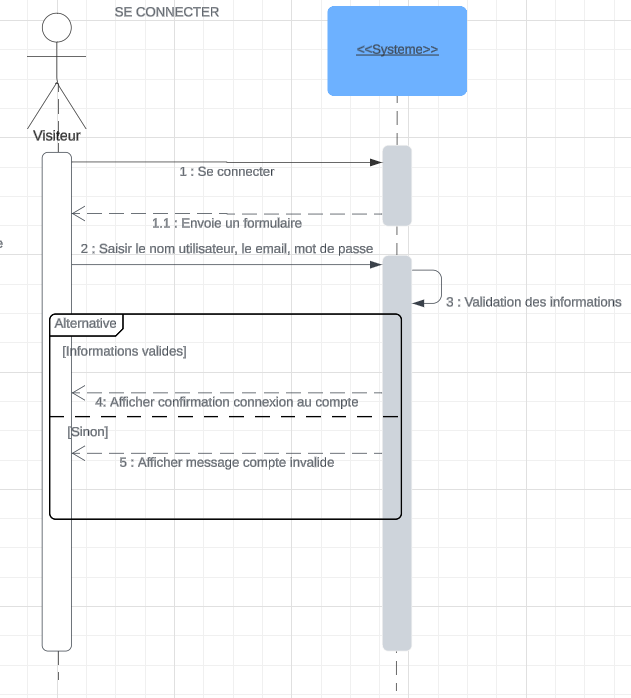 SE CONNECTER
<<Systeme>>
Visiteur
1 : Se connecter
1.1 : Envoie un formulaire
e
2 : Saisir le nom utilisateur, le email, mot de passe
3 : Validation des informations
Alternative
[Informations valides]
4: Afficher confirmation connexion au compte
[Sinon]
5 : Afficher message compte invalide